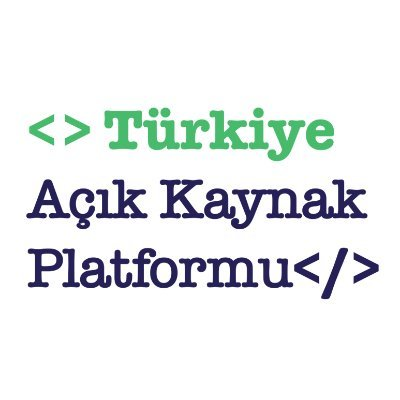 <> Türkiye
Açık Kaynak
Platformu</>